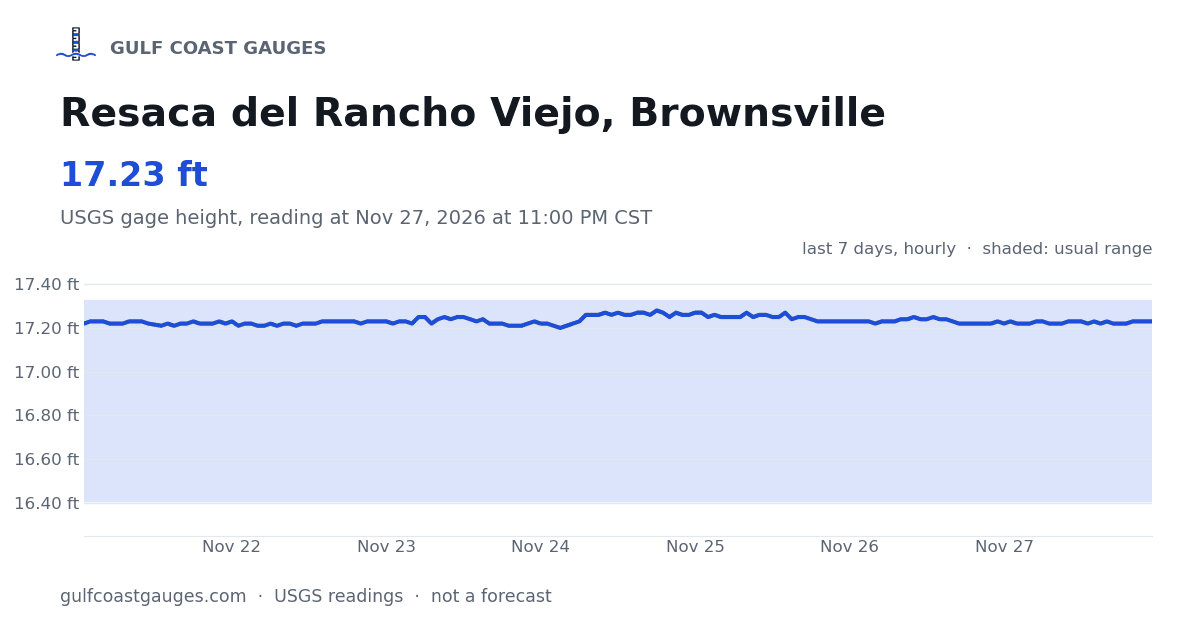 GULF COAST GAUGES
Resaca del Rancho Viejo, Brownsville
17.23 ft
USGS gage height, reading at Nov 27, 2026 at 11:00 PM CST
last 7 days, hourly · shaded: usual range
17.40 ft
17.20 ft
17.00 ft
16.80 ft
16.60 ft
16.40 ft
Nov 22 Nov 23 Nov 24 Nov 25 Nov 26 Nov 27
gulfcoastgauges.com · USGS readings · not a forecast